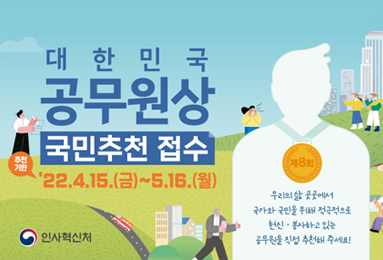 대한민국
공무원상
국민추천 접수
추천
기한
'22.4.15.(금)~5.16.(월)
제8회
우리의 삶 곳곳에서
국가와 국민을 위해 적극적으로
헌신·봉사하고 있는
공무원을 직접 추천해 주세요!
인사혁신처